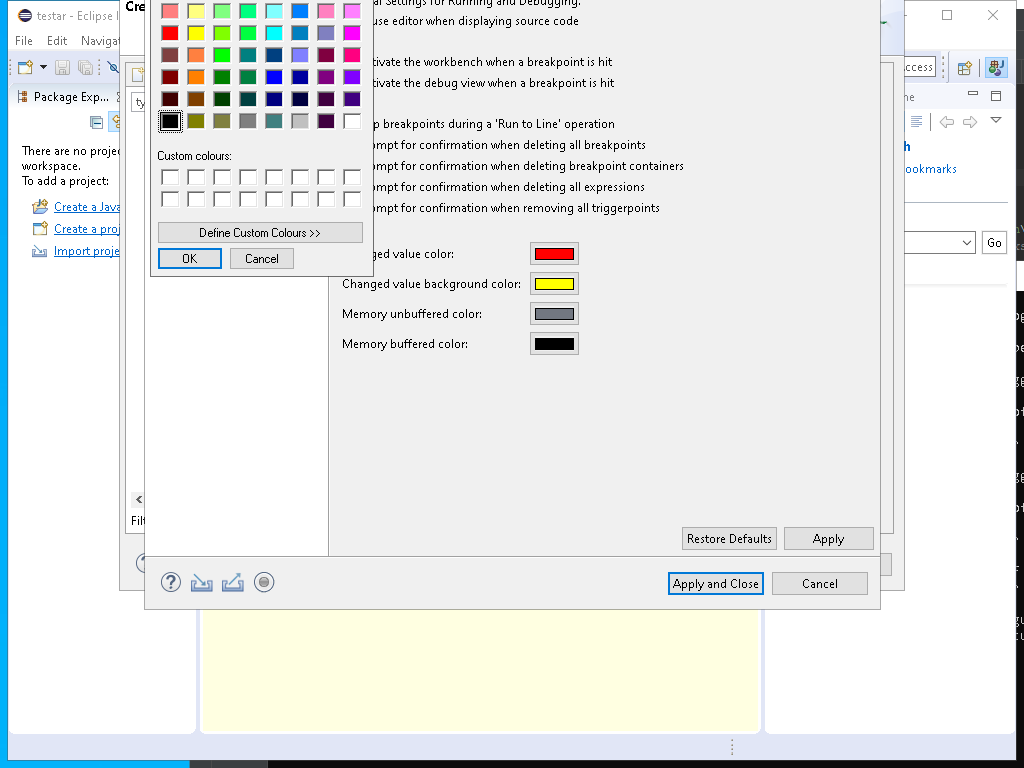 testar - Eclipse I
Cre
File Edit Navigat
Settings for Running and Debugging.
use editor when displaying source code
tivate the workbench when a breakpoint is hit
tivate the debug view when a breakpoint is hit
p breakpoints during a 'Run to Line' operation
ompt for confirmation when deleting all breakpoints
ompt for confirmation when deleting breakpoint containers
ompt for confirmation when deleting all expressions
ompt for confirmation when removing all triggerpoints
Package Exp...
ty
There are no projec
workspace.
To add a project:
Create a Java
Create a proj
Import proje
Custom colours:
Define Custom Colours >>
OK Cancel
ged value color:
Changed value background color:
Memory unbuffered color:
Memory buffered color:
ccess
ne
h
ookmarks
Go
<
Filt
Restore Defaults Apply
Apply and Close Cancel